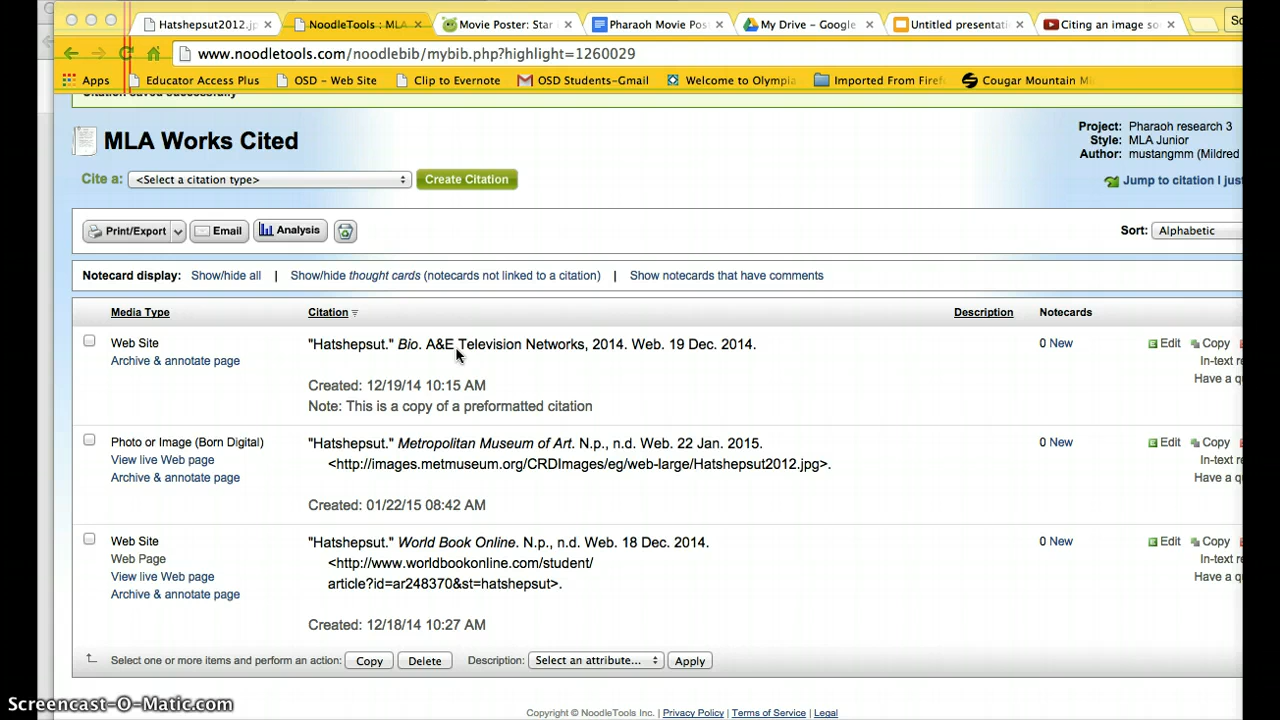 Hatshepsut2012.jp × NoodleTools : MLA × Movie Poster: Star × Pharaoh Movie Pos × My Drive – Google × Untitled presentati × Citing an image so × Sc
www.noodletools.com/noodlebib/mybib.php?highlight=1260029
Apps Educator Access Plus OSD - Web Site Clip to Evernote OSD Students-Gmail Welcome to Olympia Imported From Firef Cougar Mountain Mi
Citation saved successfully
MLA Works Cited
Project: Pharaoh research 3
Style: MLA Junior
Author: mustangmm (Mildred
Cite a: <Select a citation type> Create Citation
Jump to citation I just
Print/Export Email Analysis Sort: Alphabetic
Notecard display: Show/hide all | Show/hide thought cards (notecards not linked to a citation) | Show notecards that have comments
Media Type Citation Description Notecards
Web Site "Hatshepsut." Bio. A&E Television Networks, 2014. Web. 19 Dec. 2014. 0 New Edit Copy
Archive & annotate page In-text re
Have a qu
Created: 12/19/14 10:15 AM
Note: This is a copy of a preformatted citation
Photo or Image (Born Digital) "Hatshepsut." Metropolitan Museum of Art. N.p., n.d. Web. 22 Jan. 2015. 0 New Edit Copy
View live Web page <http://images.metmuseum.org/CRDImages/eg/web-large/Hatshepsut2012.jpg>. In-text re
Archive & annotate page Have a qu
Created: 01/22/15 08:42 AM
Web Site "Hatshepsut." World Book Online. N.p., n.d. Web. 18 Dec. 2014. 0 New Edit Copy
Web Page <http://www.worldbookonline.com/student/ In-text re
View live Web page article?id=ar248370&st=hatshepsut>. Have a qu
Archive & annotate page
Created: 12/18/14 10:27 AM
Select one or more items and perform an action: Copy Delete Description: Select an attribute... Apply
Screencast-O-Matic.com
Copyright © NoodleTools Inc. | Privacy Policy | Terms of Service | Legal